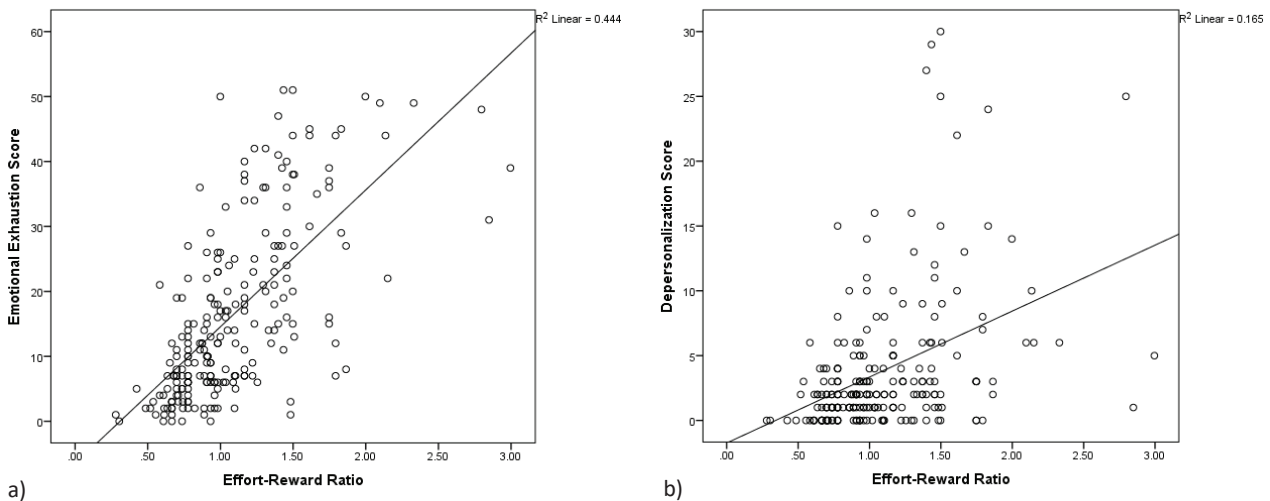 R² Linear = 0.444
60
50
40
30
20
10
0
Emotional Exhaustion Score
.00 .50 1.00 1.50 2.00 2.50 3.00
Effort-Reward Ratio
a)
R² Linear = 0.165
30
25
20
15
10
5
0
Depersonalization Score
.00 .50 1.00 1.50 2.00 2.50 3.00
Effort-Reward Ratio
b)